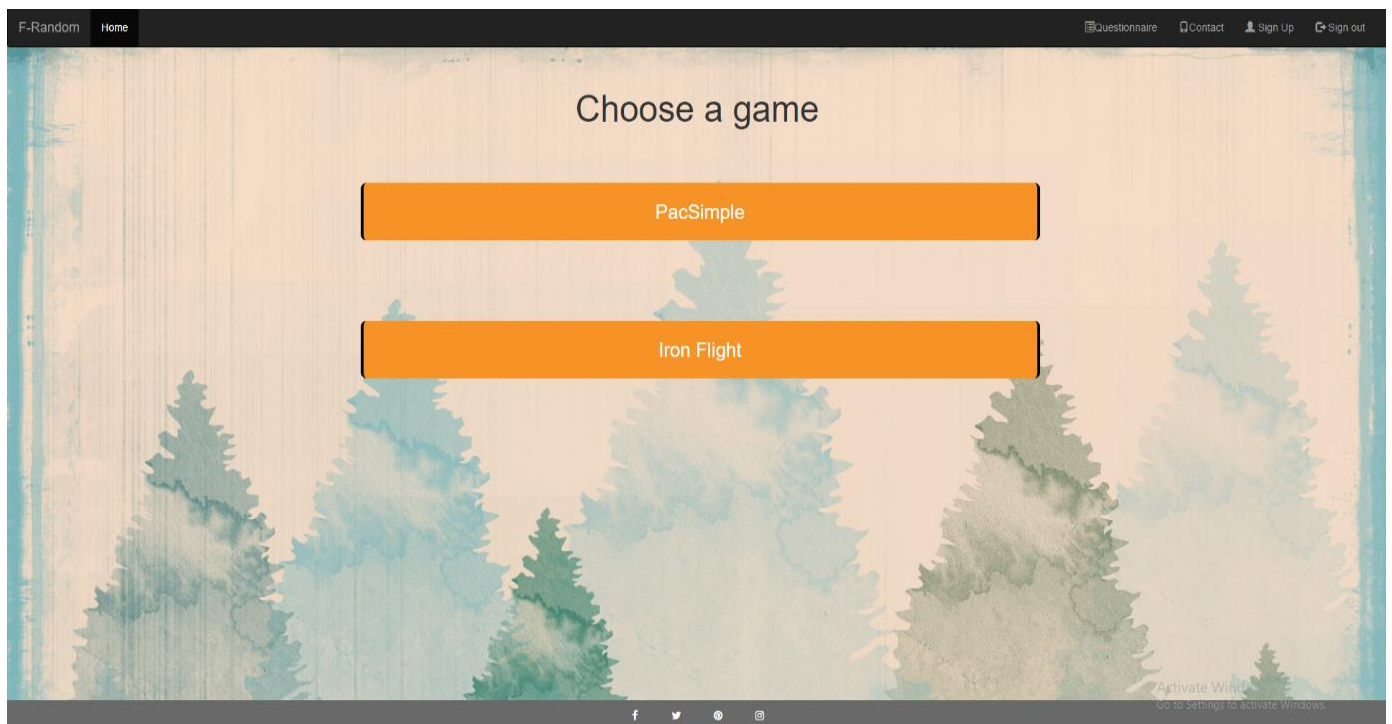 F-Random Home Questionnaire Contact Sign Up Sign out
Choose a game
PacSimple
Iron Flight
Activate Wind
Go to Settings to activate Windows.